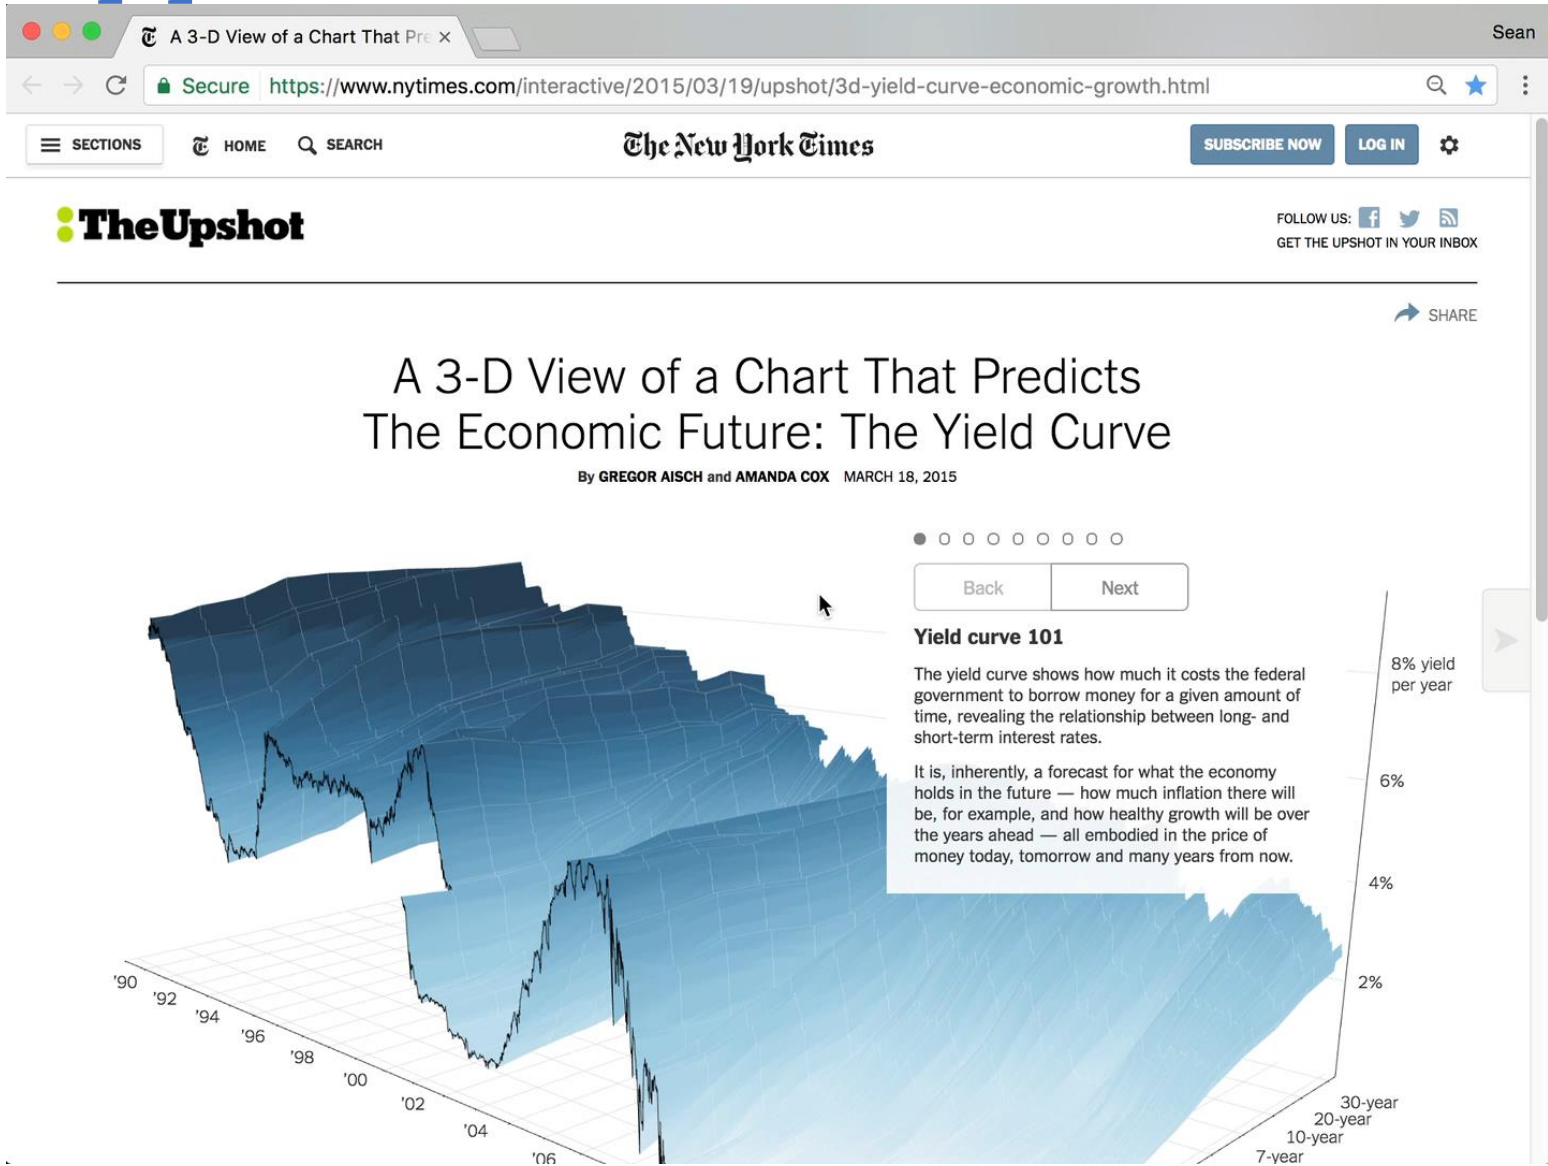 A 3-D View of a Chart That Pre
Sean
Secure https://www.nytimes.com/interactive/2015/03/19/upshot/3d-yield-curve-economic-growth.html
SECTIONS HOME SEARCH The New York Times SUBSCRIBE NOW LOG IN
TheUpshot
FOLLOW US:
GET THE UPSHOT IN YOUR INBOX
SHARE
A 3-D View of a Chart That Predicts
The Economic Future: The Yield Curve
By GREGOR AISCH and AMANDA COX MARCH 18, 2015
Back Next
Yield curve 101
The yield curve shows how much it costs the federal
government to borrow money for a given amount of
time, revealing the relationship between long- and
short-term interest rates.
It is, inherently, a forecast for what the economy
holds in the future — how much inflation there will
be, for example, and how healthy growth will be over
the years ahead — all embodied in the price of
money today, tomorrow and many years from now.
8% yield
per year
6%
4%
2%
'90
'92
'94
'96
'98
'00
'02
'04
'06
30-year
20-year
10-year
7-year